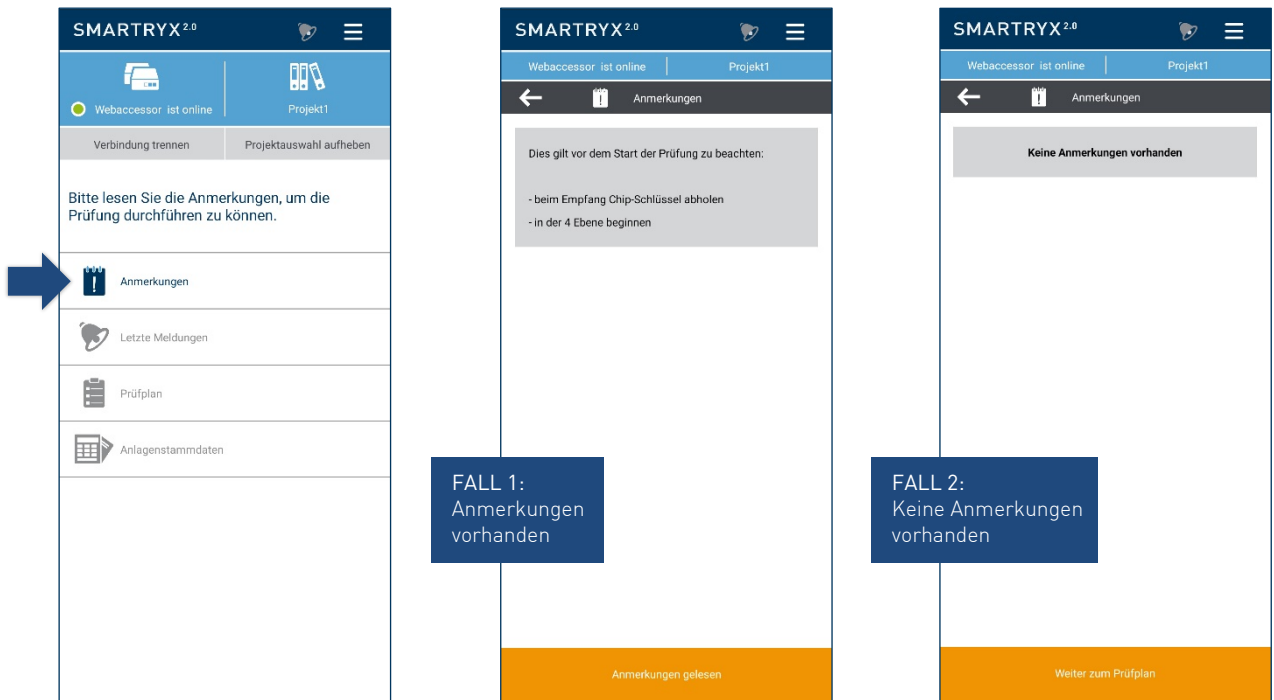 SMARTRYX 2.0
Webaccessor ist online
Projekt1
Verbindung trennen
Projektauswahl aufheben
Bitte lesen Sie die Anmerkungen, um die
Prüfung durchführen zu können.
Anmerkungen
Letzte Meldungen
Prüfplan
Anlagenstammdaten
SMARTRYX 2.0
Webaccessor ist online
Projekt1
Anmerkungen
Dies gilt vor dem Start der Prüfung zu beachten:
- beim Empfang Chip-Schlüssel abholen
- in der 4 Ebene beginnen
FALL 1:
Anmerkungen
vorhanden
Anmerkungen gelesen
SMARTRYX 2.0
Webaccessor ist online
Projekt1
Anmerkungen
Keine Anmerkungen vorhanden
FALL 2:
Keine Anmerkungen
vorhanden
Weiter zum Prüfplan